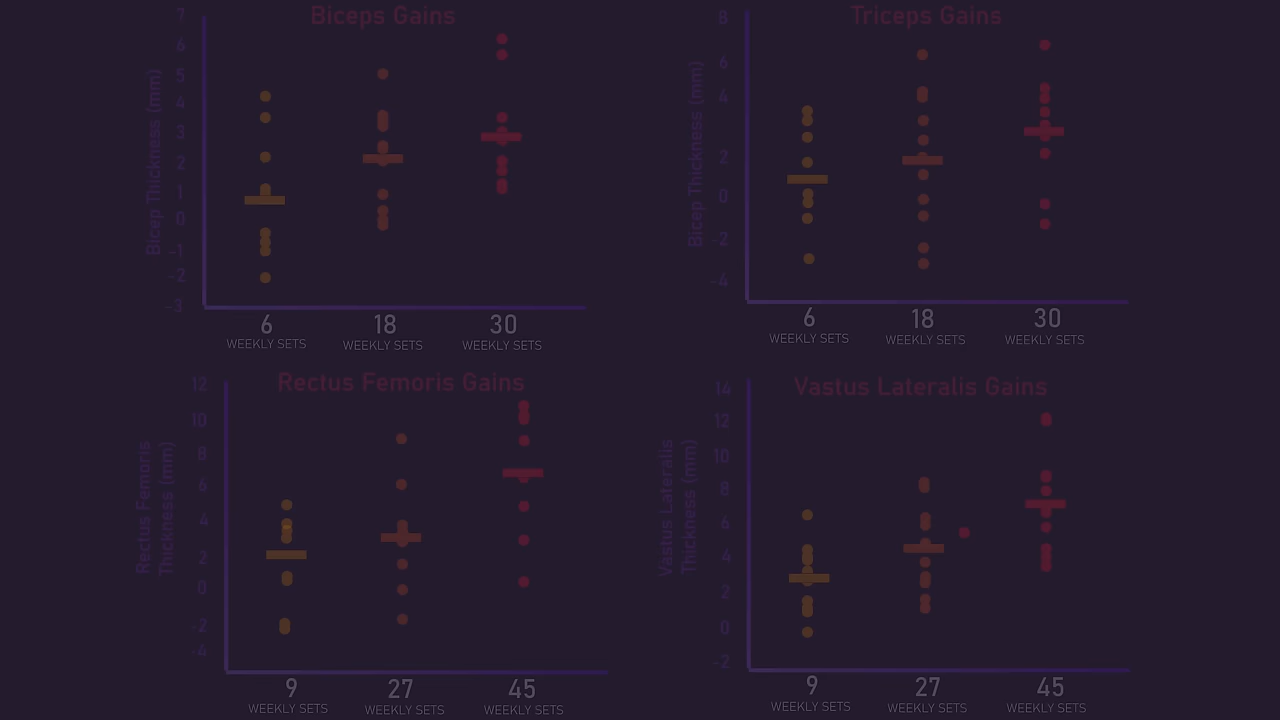 Biceps Gains
Bicep Thickness (mm)
7
6
5
4
3
2
1
0
-1
-2
-3
6
WEEKLY SETS
18
WEEKLY SETS
30
WEEKLY SETS
Triceps Gains
Bicep Thickness (mm)
8
6
4
2
0
-2
-4
6
WEEKLY SETS
18
WEEKLY SETS
30
WEEKLY SETS
Rectus Femoris Gains
Rectus Femoris
Thickness (mm)
12
10
8
6
4
2
0
-2
-4
9
WEEKLY SETS
27
WEEKLY SETS
45
WEEKLY SETS
Vastus Lateralis Gains
Vastus Lateralis
Thickness (mm)
14
12
10
8
6
4
2
0
-2
9
WEEKLY SETS
27
WEEKLY SETS
45
WEEKLY SETS